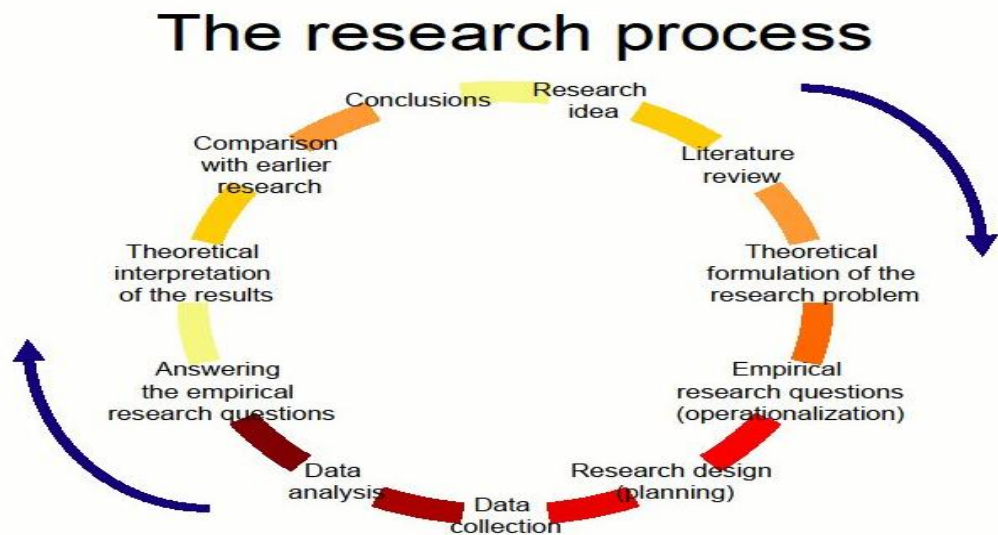 The research process
Research
idea
Literature
review
Theoretical
formulation of the
research problem
Empirical
research questions
(operationalization)
Research design
(planning)
Data
collection
Data
analysis
Answering
the empirical
research questions
Theoretical
interpretation
of the results
Comparison
with earlier
research
Conclusions